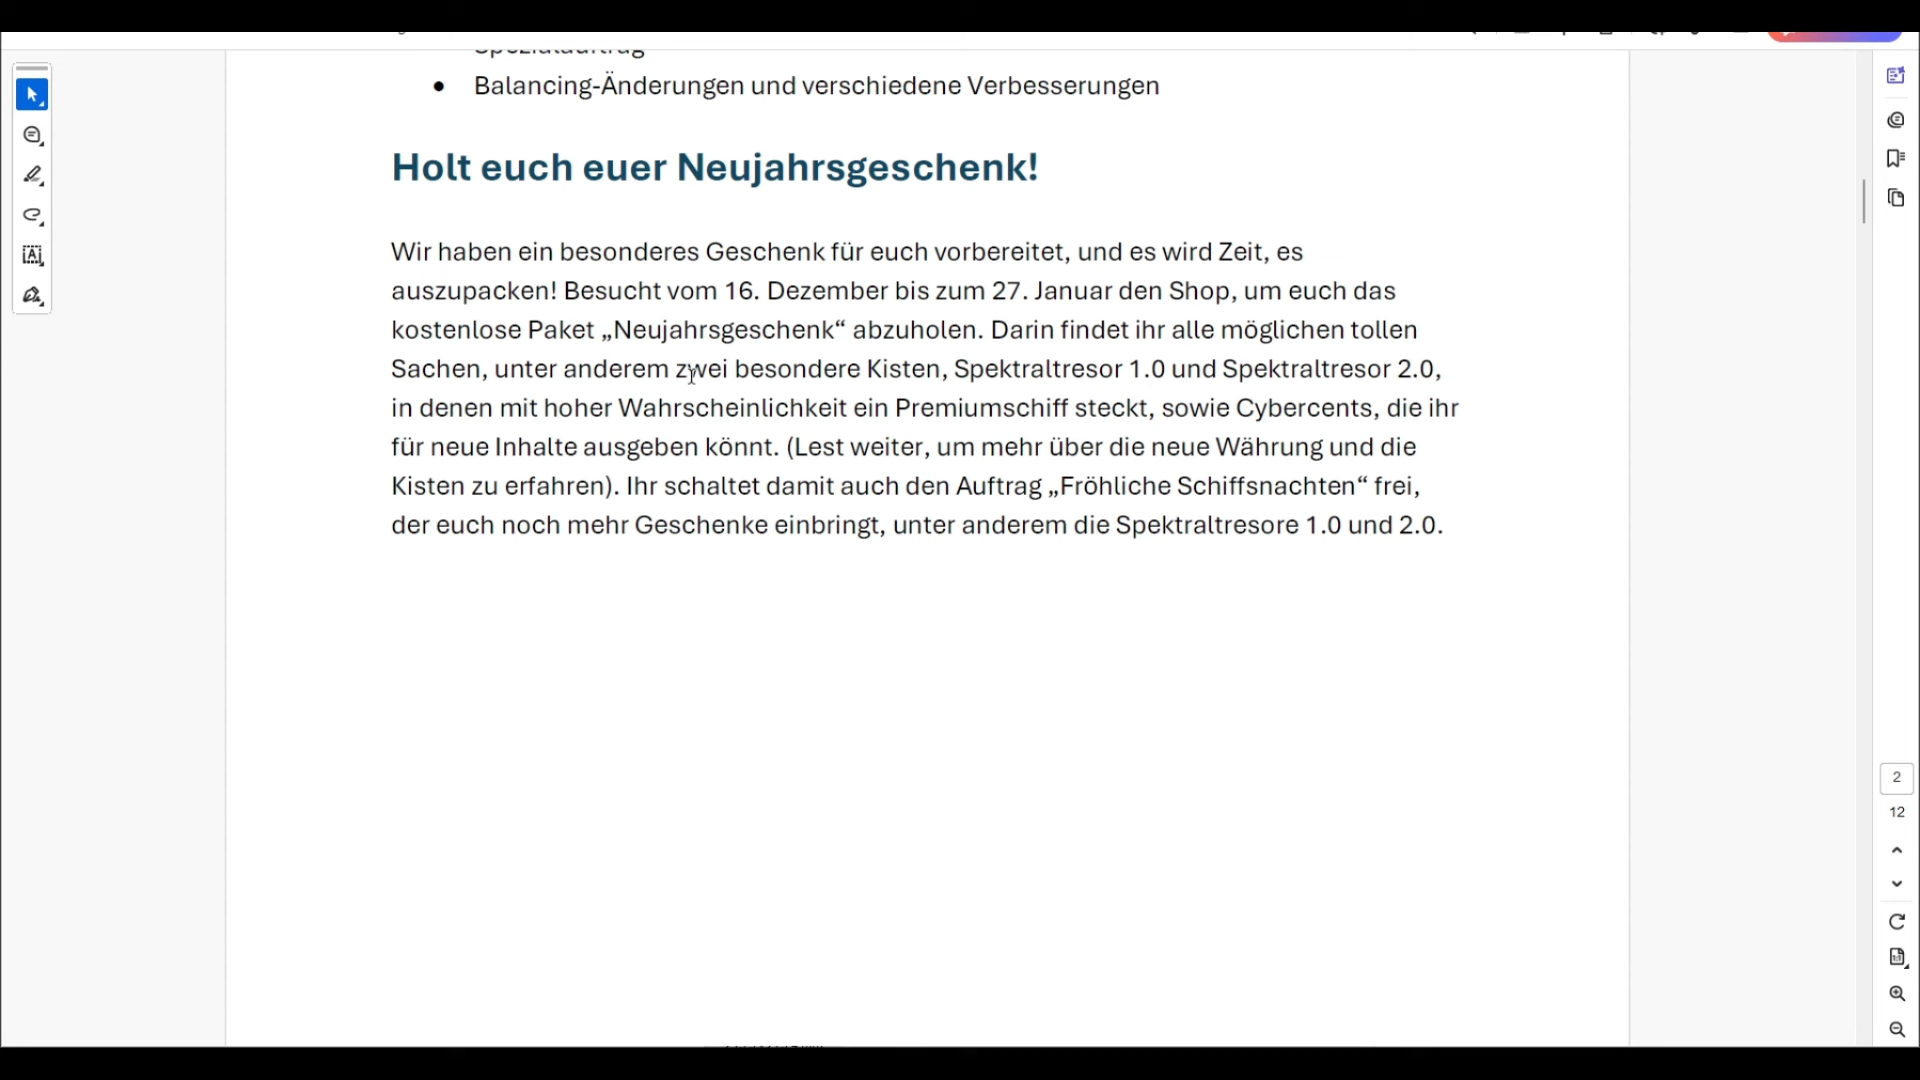 Spezialauftrag
• Balancing-Änderungen und verschiedene Verbesserungen
Holt euch euer Neujahrsgeschenk!
Wir haben ein besonderes Geschenk für euch vorbereitet, und es wird Zeit, es
auszupacken! Besucht vom 16. Dezember bis zum 27. Januar den Shop, um euch das
kostenlose Paket „Neujahrsgeschenk“ abzuholen. Darin findet ihr alle möglichen tollen
Sachen, unter anderem zwei besondere Kisten, Spektraltresor 1.0 und Spektraltresor 2.0,
in denen mit hoher Wahrscheinlichkeit ein Premiumschiff steckt, sowie Cybercents, die ihr
für neue Inhalte ausgeben könnt. (Lest weiter, um mehr über die neue Währung und die
Kisten zu erfahren). Ihr schaltet damit auch den Auftrag „Fröhliche Schiffsnachten“ frei,
der euch noch mehr Geschenke einbringt, unter anderem die Spektraltresore 1.0 und 2.0.
2
12